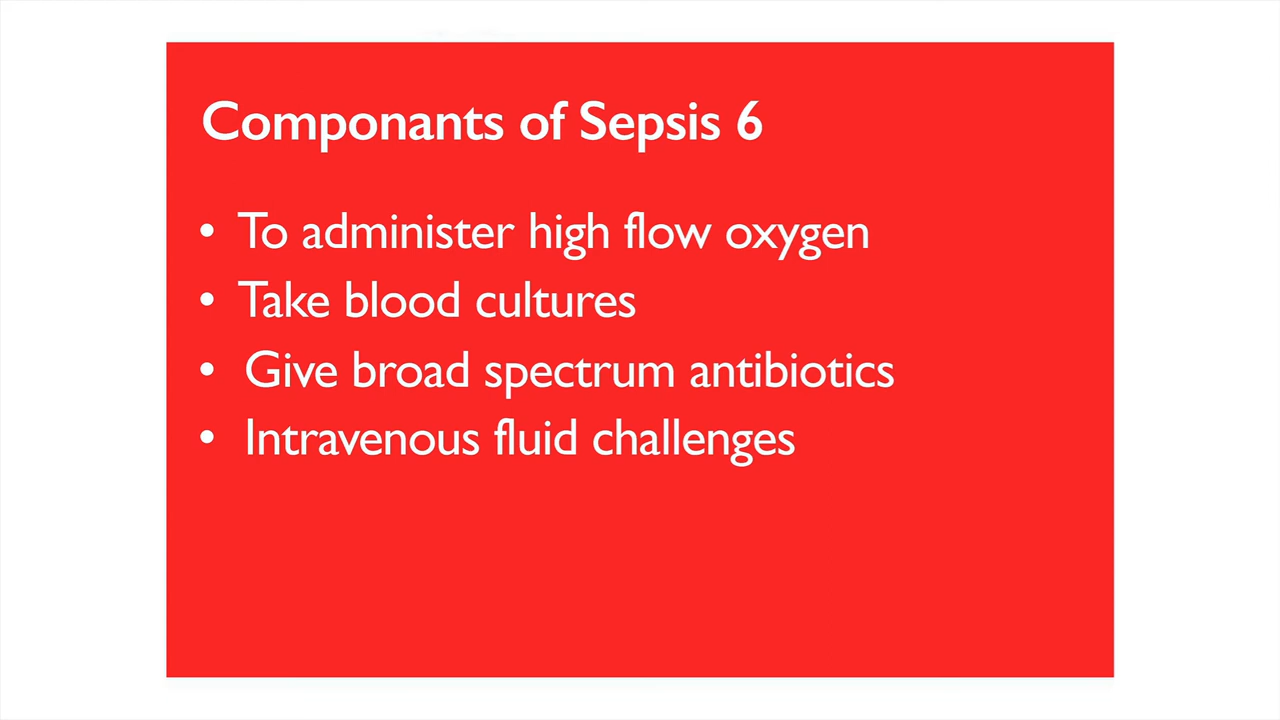 Componants of Sepsis 6
• To administer high flow oxygen
• Take blood cultures
• Give broad spectrum antibiotics
• Intravenous fluid challenges